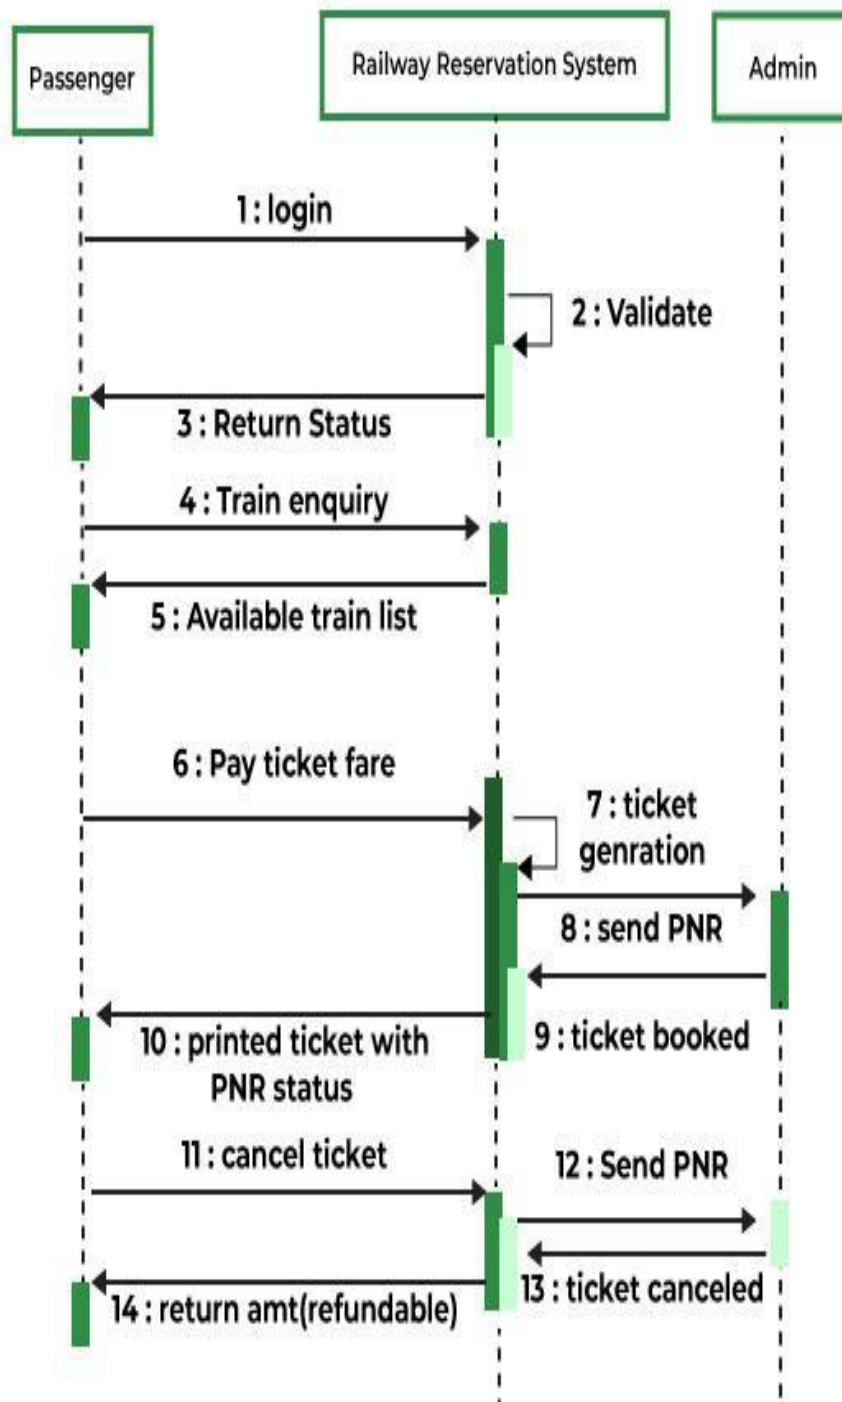 Passenger
Railway Reservation System
Admin
1 : login
2 : Validate
3 : Return Status
4 : Train enquiry
5 : Available train list
6 : Pay ticket fare
7 : ticket
genration
8 : send PNR
9 : ticket booked
10 : printed ticket with
PNR status
11 : cancel ticket
12 : Send PNR
13 : ticket canceled
14 : return amt(refundable)